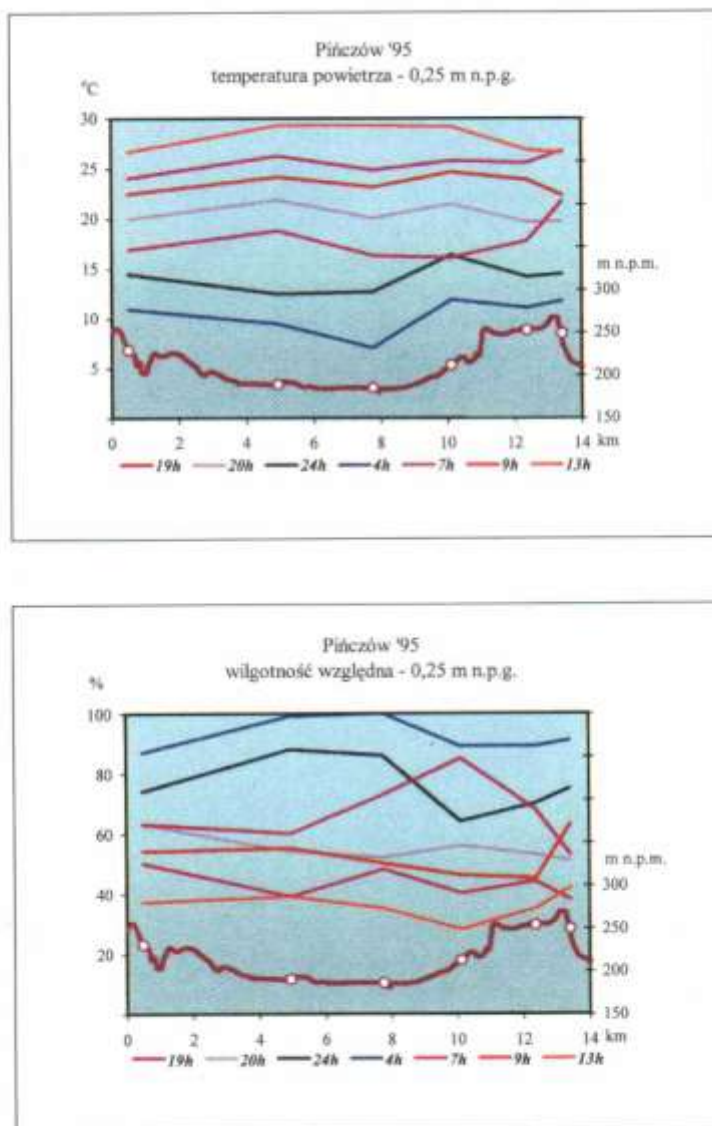 Pińczów '95
temperatura powietrza - 0,25 m n.p.g.
°C
30
25
20
15
10
5
m n.p.m.
300
250
200
150
0 2 4 6 8 10 12 14 km
19h 20h 24h 4h 7h 9h 13h
Pińczów '95
wilgotność względna - 0,25 m n.p.g.
%
100
80
60
40
20
m n.p.m.
300
250
200
150
0 2 4 6 8 10 12 14 km
19h 20h 24h 4h 7h 9h 13h